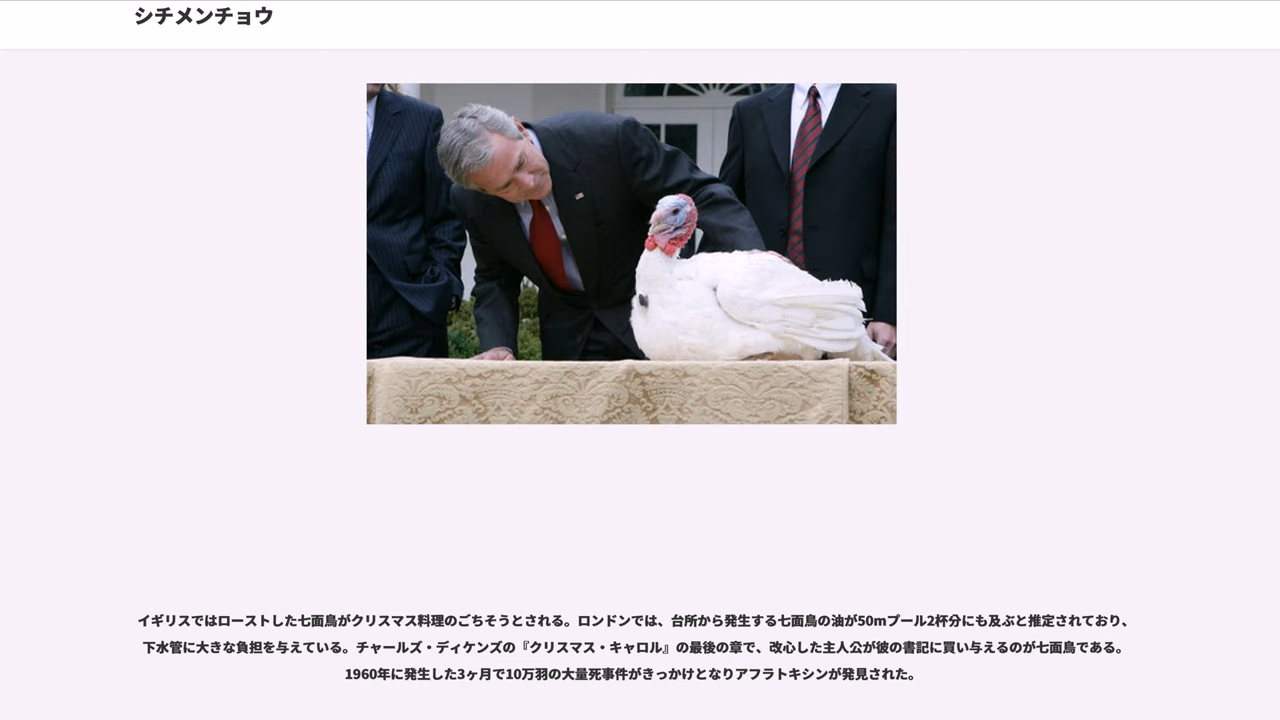 シチメンチョウ
イギリスではローストした七面鳥がクリスマス料理のごちそうとされる。ロンドンでは、台所から発生する七面鳥の油が50mプール2杯分にも及ぶと推定されており、
下水管に大きな負担を与えている。チャールズ・ディケンズの『クリスマス・キャロル』の最後の章で、改心した主人公が彼の書記に買い与えるのが七面鳥である。
1960年に発生した3ヶ月で10万羽の大量死事件がきっかけとなりアフラトキシンが発見された。